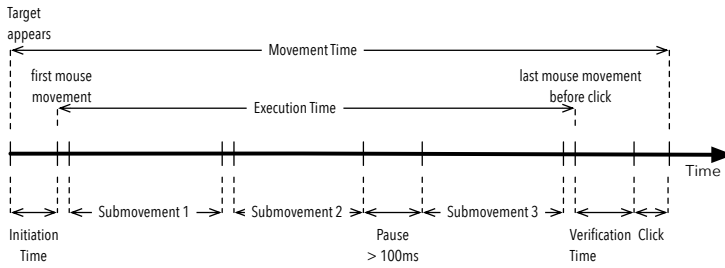 Target
appears
Movement Time
first mouse
movement
last mouse movement
before click
Execution Time
Time
Submovement 1
Submovement 2
Submovement 3
Initiation
Time
Pause
> 100ms
Verification
Time
Click